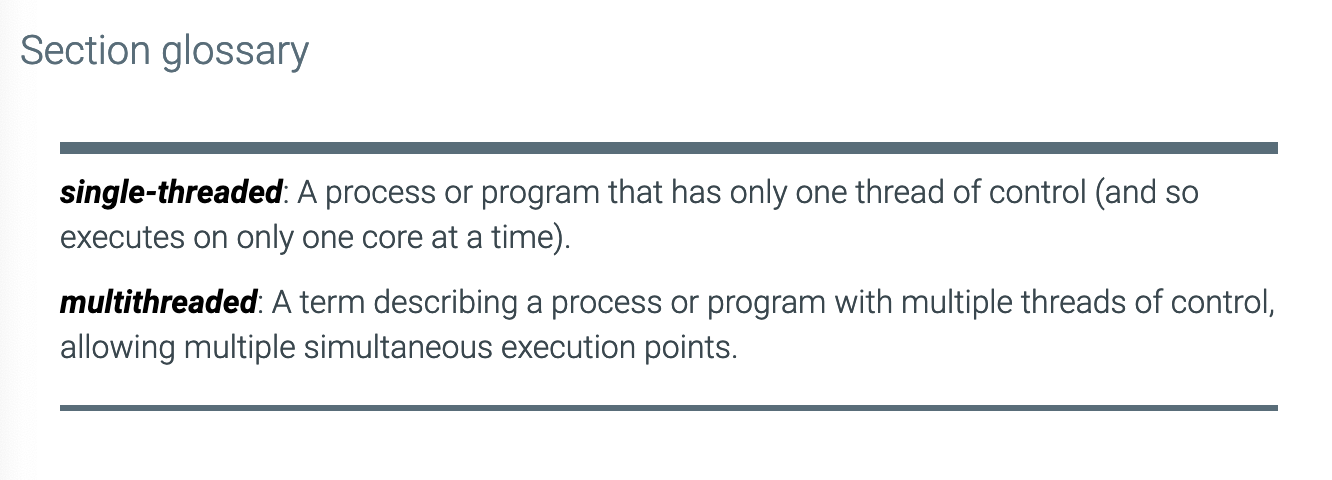 Section glossary
single-threaded: A process or program that has only one thread of control (and so
executes on only one core at a time).
multithreaded: A term describing a process or program with multiple threads of control,
allowing multiple simultaneous execution points.